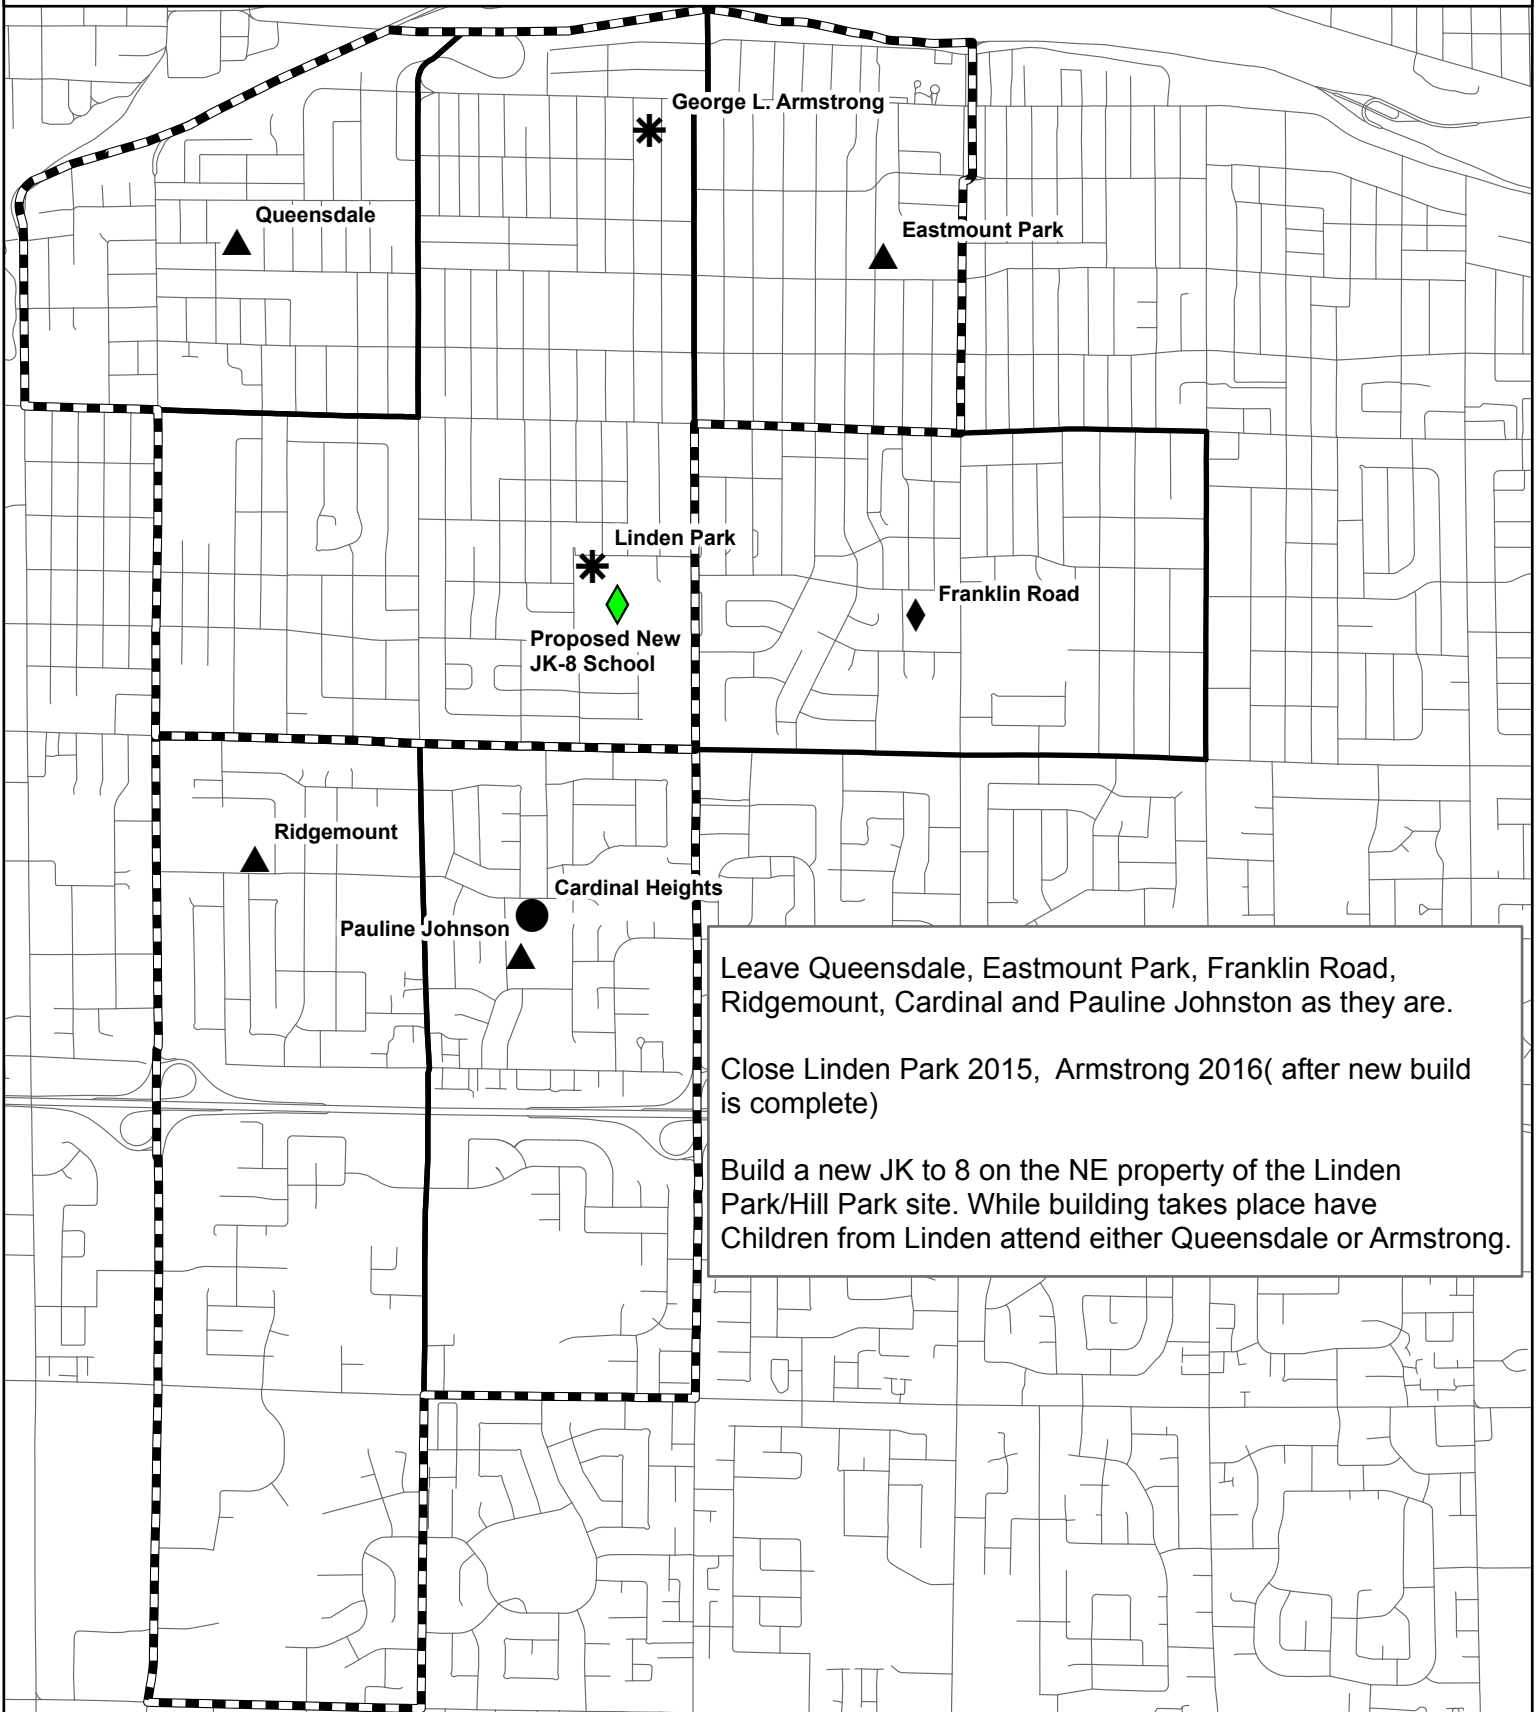 George L. Armstrong
Queensdale
Eastmount Park
Linden Park
Franklin Road
Proposed New
JK-8 School
Ridgemount
Cardinal Heights
Pauline Johnson
Leave Queensdale, Eastmount Park, Franklin Road,
Ridgemount, Cardinal and Pauline Johnston as they are.
Close Linden Park 2015,  Armstrong 2016( after new build
is complete)
Build a new JK to 8 on the NE property of the Linden
Park/Hill Park site. While building takes place have
Children from Linden attend either Queensdale or Armstrong.